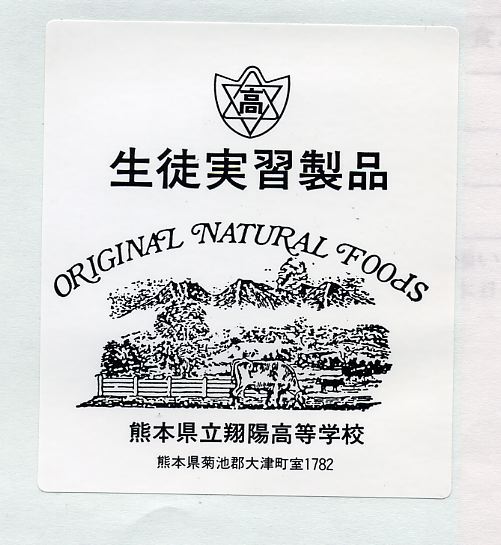 高
生徒実習製品
ORIGINAL NATURAL FOOdS
熊本県立翔陽高等学校
熊本県菊池郡大津町室1782